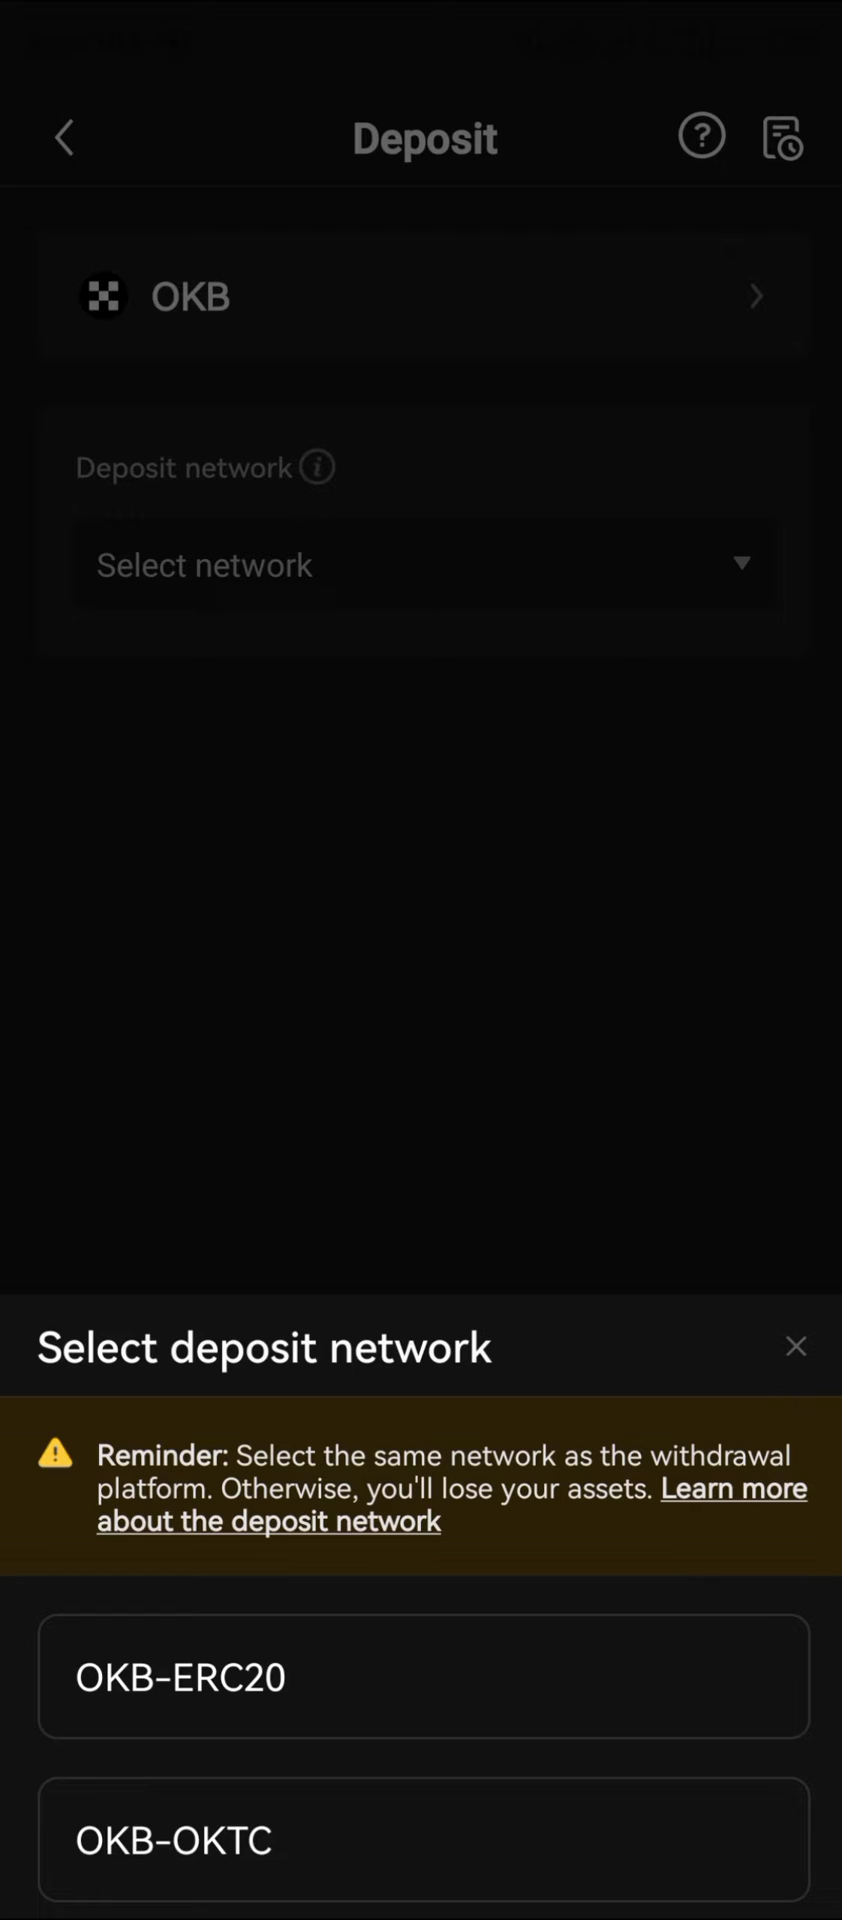 Deposit
OKB
Deposit network
Select network
Select deposit network
Reminder: Select the same network as the withdrawal
platform. Otherwise, you'll lose your assets. Learn more
about the deposit network
OKB-ERC20
OKB-OKTC